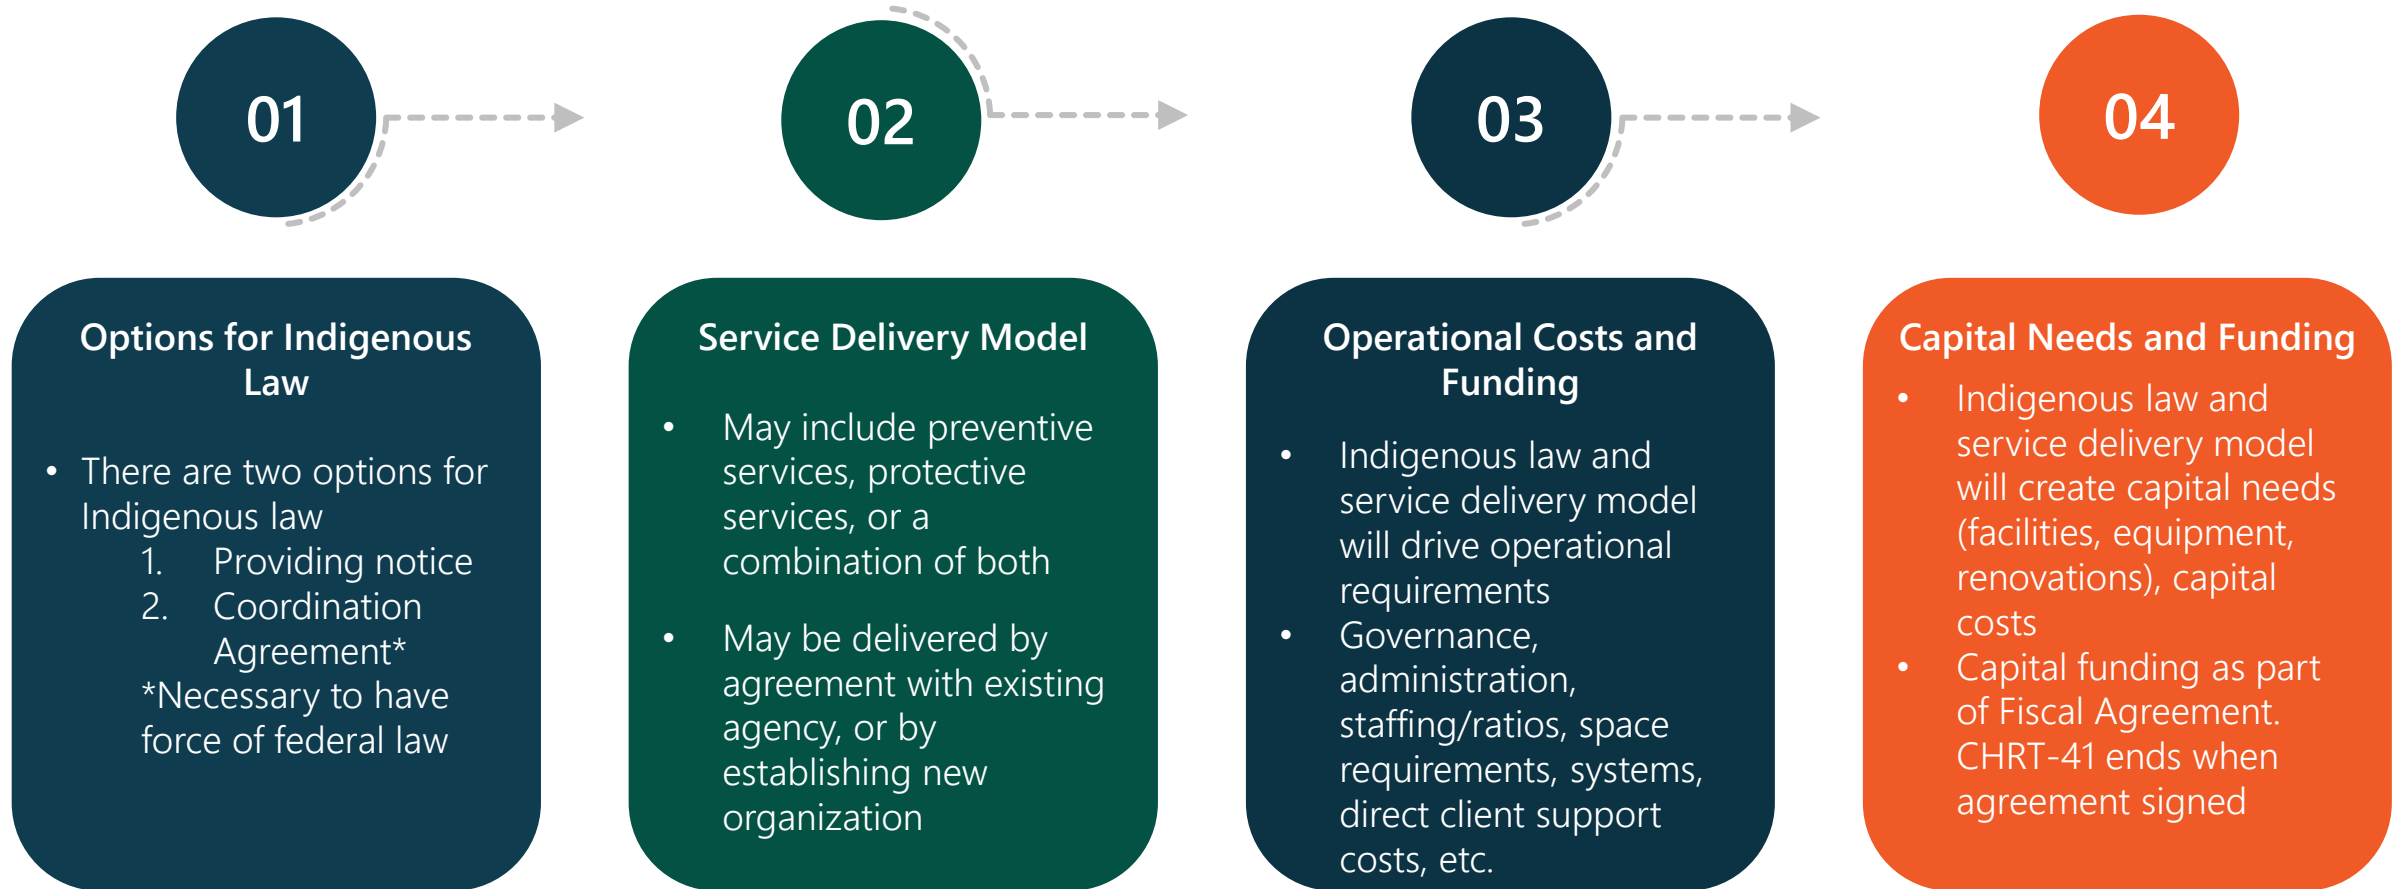 01
02
03
04
Options for Indigenous
Law
• There are two options for
Indigenous law
1. Providing notice
2. Coordination
Agreement*
*Necessary to have
force of federal law
Service Delivery Model
• May include preventive
services, protective
services, or a
combination of both
• May be delivered by
agreement with existing
agency, or by
establishing new
organization
Operational Costs and
Funding
• Indigenous law and
service delivery model
will drive operational
requirements
• Governance,
administration,
staffing/ratios, space
requirements, systems,
direct client support
costs, etc.
Capital Needs and Funding
• Indigenous law and
service delivery model
will create capital needs
(facilities, equipment,
renovations), capital
costs
• Capital funding as part
of Fiscal Agreement.
CHRT-41 ends when
agreement signed